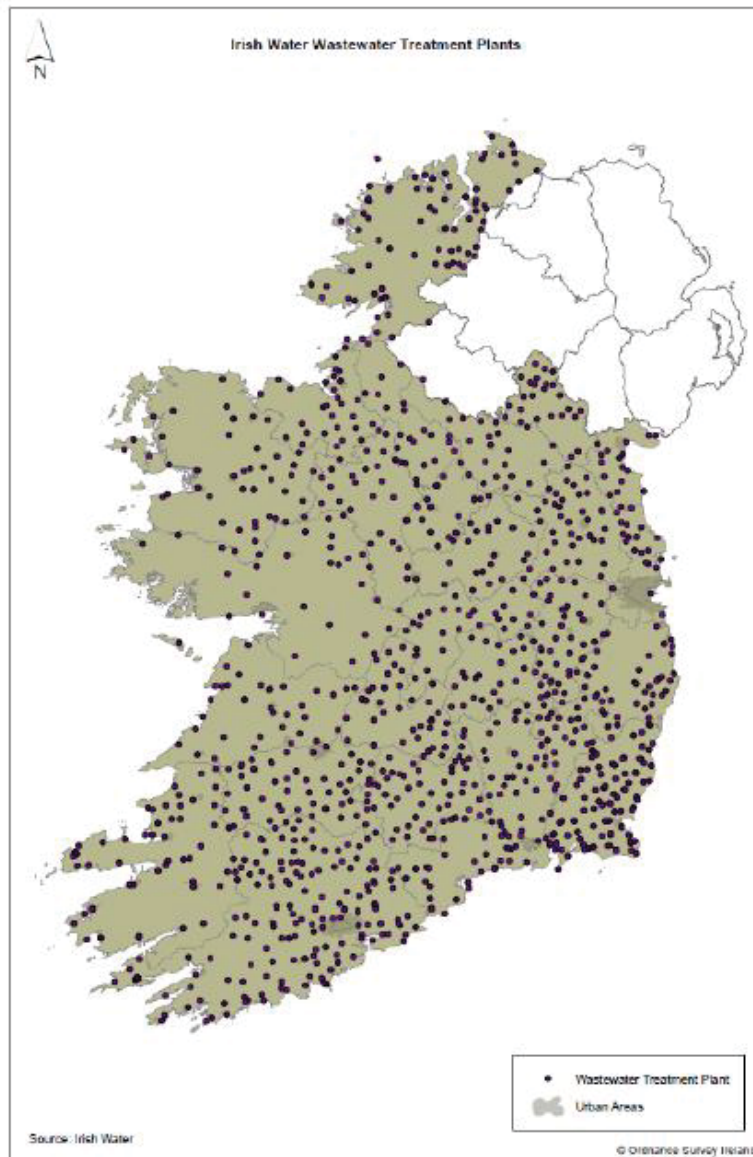 Irish Water Wastewater Treatment Plants
N
Wastewater Treatment Plant
Urban Areas
Source: Irish Water
© Ordnance Survey Ireland